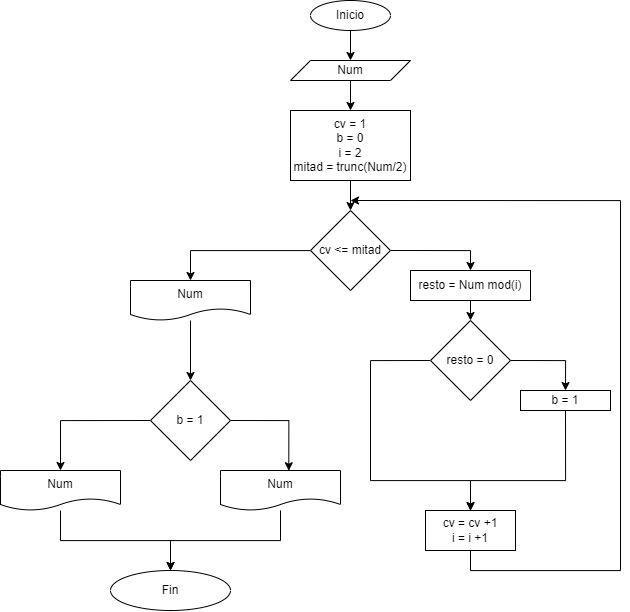 Inicio
Num
cv = 1
b = 0
i = 2
mitad = trunc(Num/2)
cv <= mitad
Num
resto = Num mod(i)
resto = 0
b = 1
b = 1
Num
Num
cv = cv +1
i = i +1
Fin